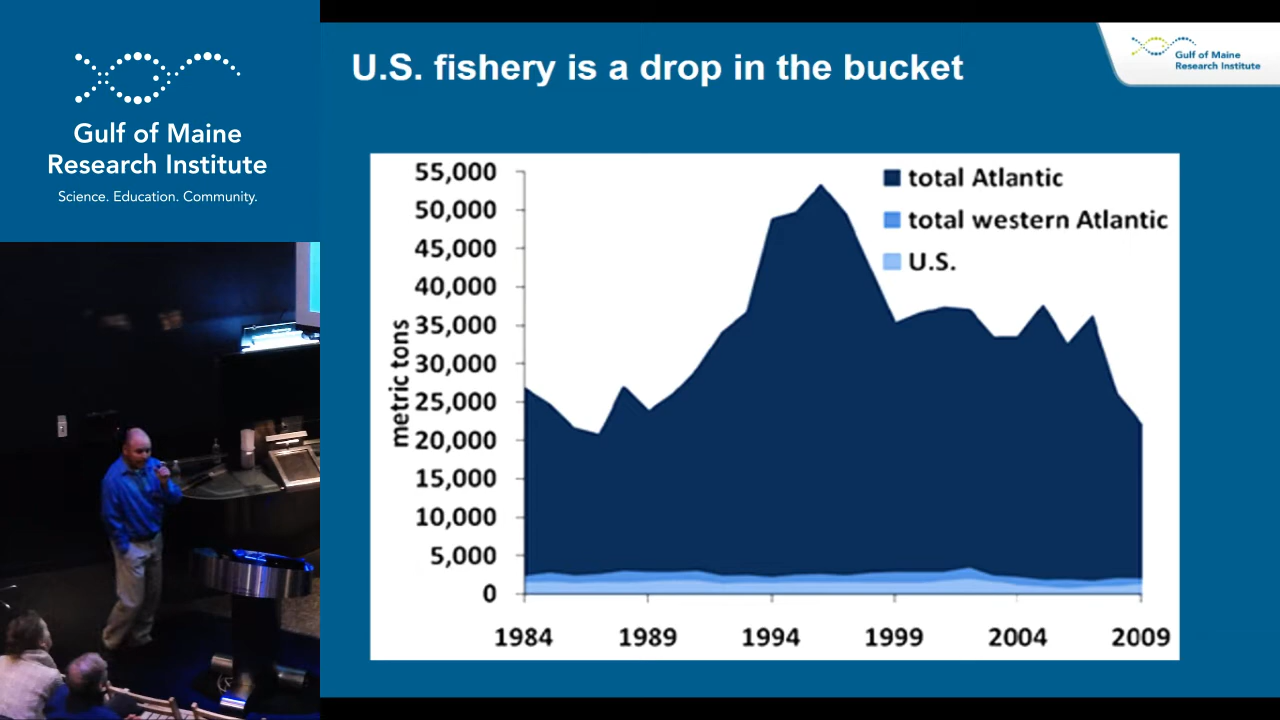 Gulf of Maine
Research Institute
Science. Education. Community.
U.S. fishery is a drop in the bucket
Gulf of Maine
Research Institute
metric tons
55,000
50,000
45,000
40,000
35,000
30,000
25,000
20,000
15,000
10,000
5,000
0
total Atlantic
total western Atlantic
U.S.
1984
1989
1994
1999
2004
2009